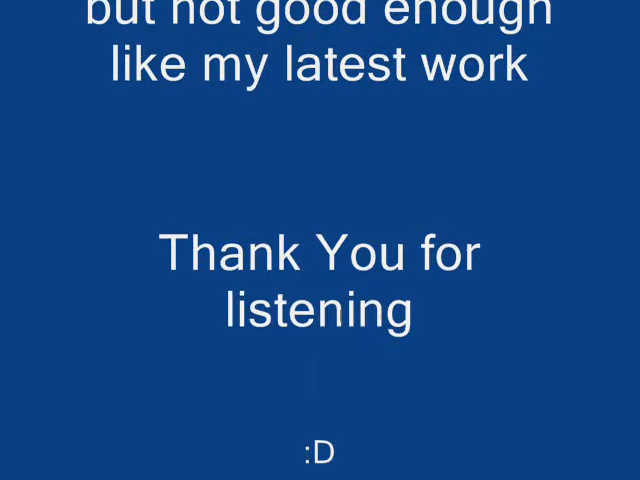 but not good enough
like my latest work
Thank You for
listening
:D